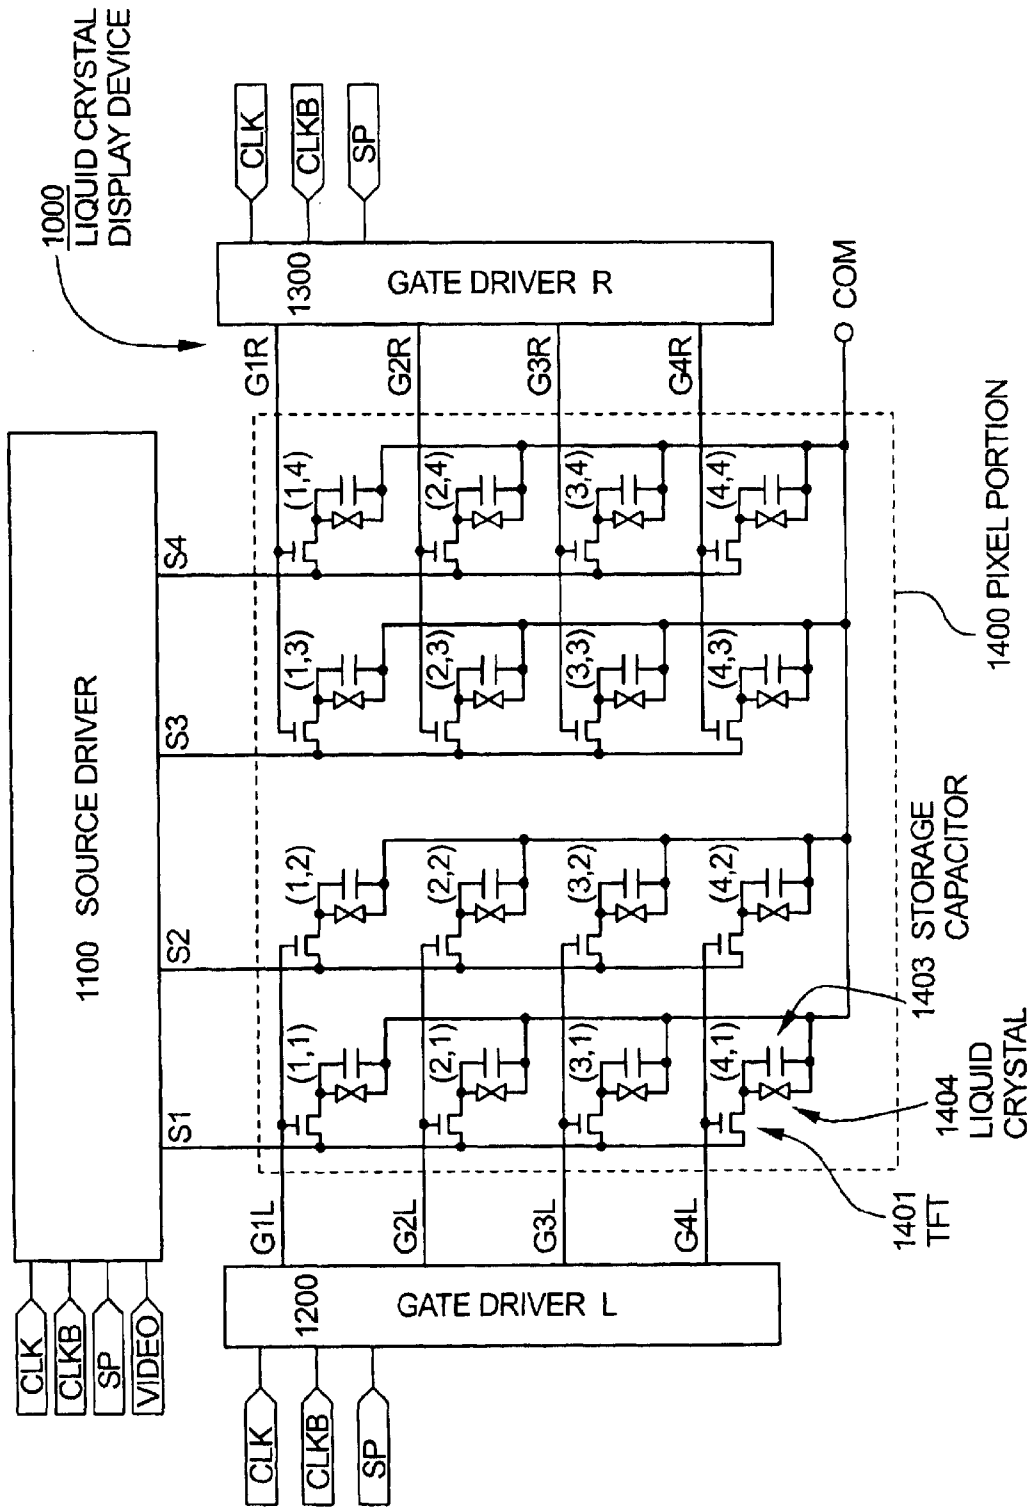 1000
LIQUID CRYSTAL
DISPLAY DEVICE
CLK
CLKB
SP
VIDEO
1100 SOURCE DRIVER
S1
S2
S3
S4
CLK
CLKB
SP
1200
GATE DRIVER L
G1L
G2L
G3L
G4L
CLK
CLKB
SP
1300
GATE DRIVER R
G1R
G2R
G3R
G4R
(1,1)
(1,2)
(1,3)
(1,4)
(2,1)
(2,2)
(2,3)
(2,4)
(3,1)
(3,2)
(3,3)
(3,4)
(4,1)
(4,2)
(4,3)
(4,4)
COM
1401
TFT
1404
LIQUID
CRYSTAL
1403 STORAGE
CAPACITOR
1400 PIXEL PORTION